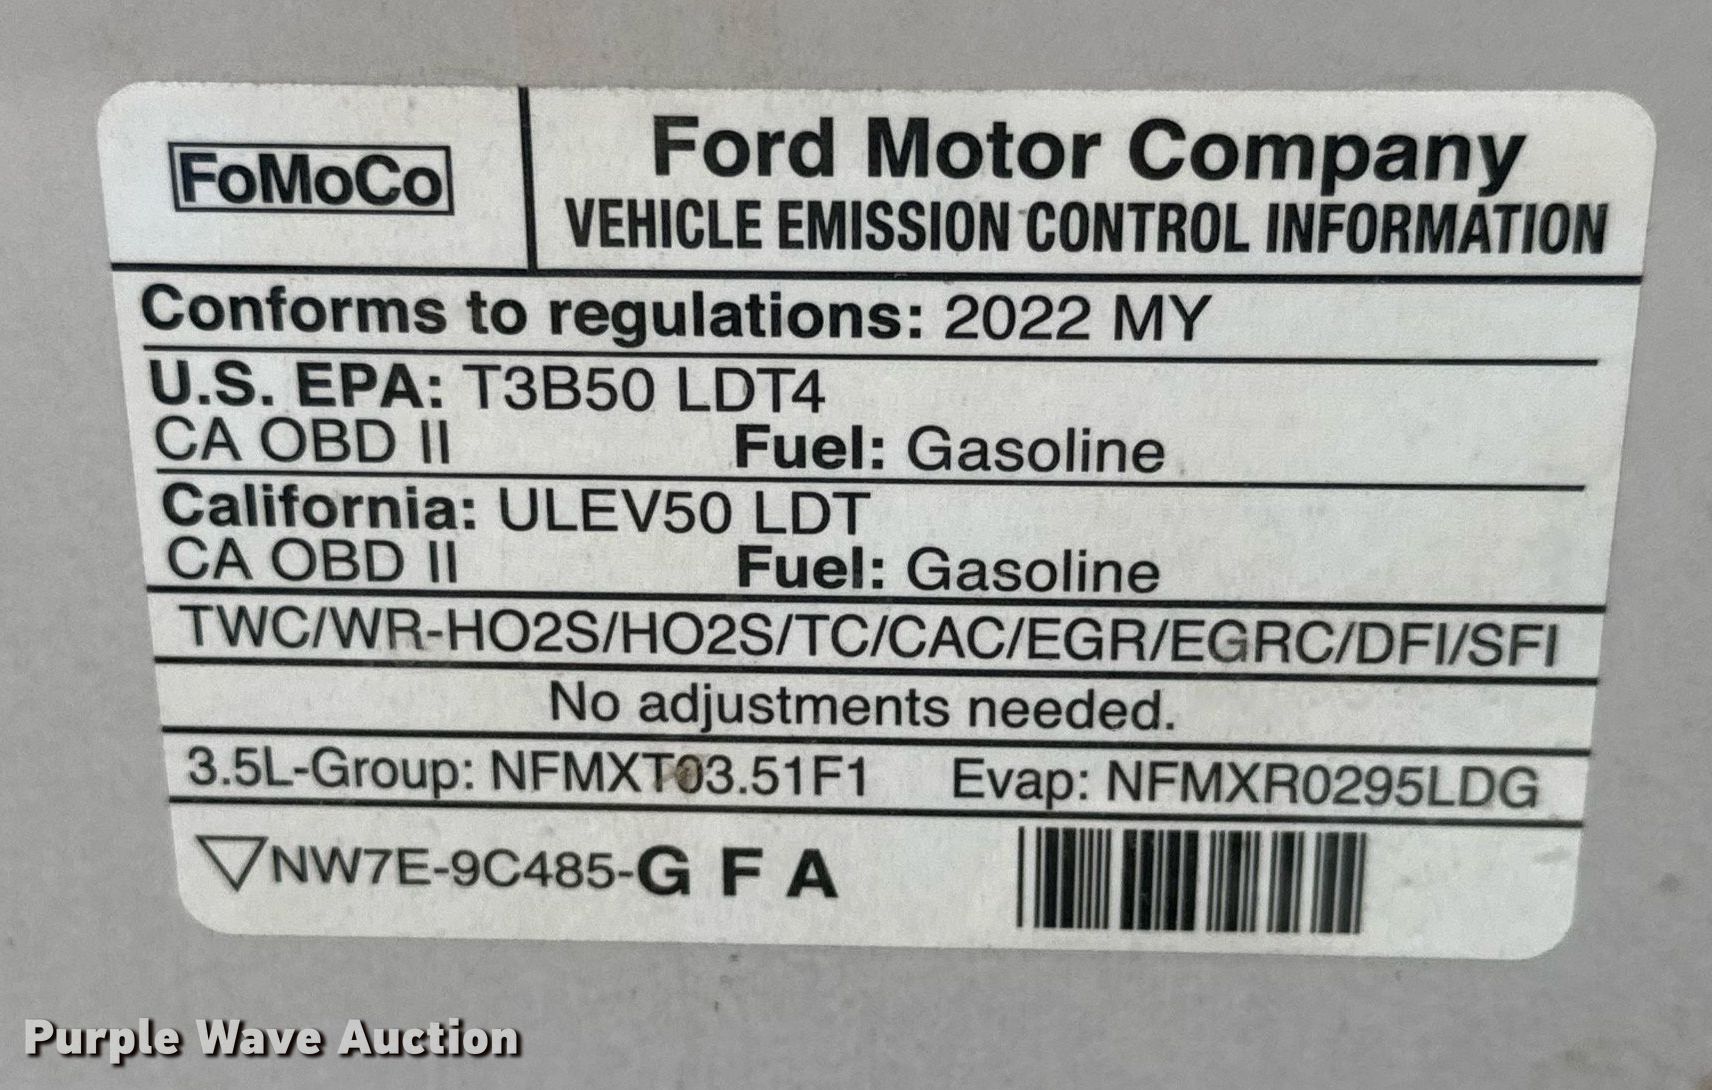 FoMoCo
Ford Motor Company
VEHICLE EMISSION CONTROL INFORMATION
Conforms to regulations: 2022 MY
U.S. EPA: T3B50 LDT4
CA OBD II Fuel: Gasoline
California: ULEV50 LDT
CA OBD II Fuel: Gasoline
TWC/WR-HO2S/HO2S/TC/CAC/EGR/EGRC/DFI/SFI
No adjustments needed.
3.5L-Group: NFMXT03.51F1 Evap: NFMXR0295LDG
NW7E-9C485-G F A
Purple Wave Auction